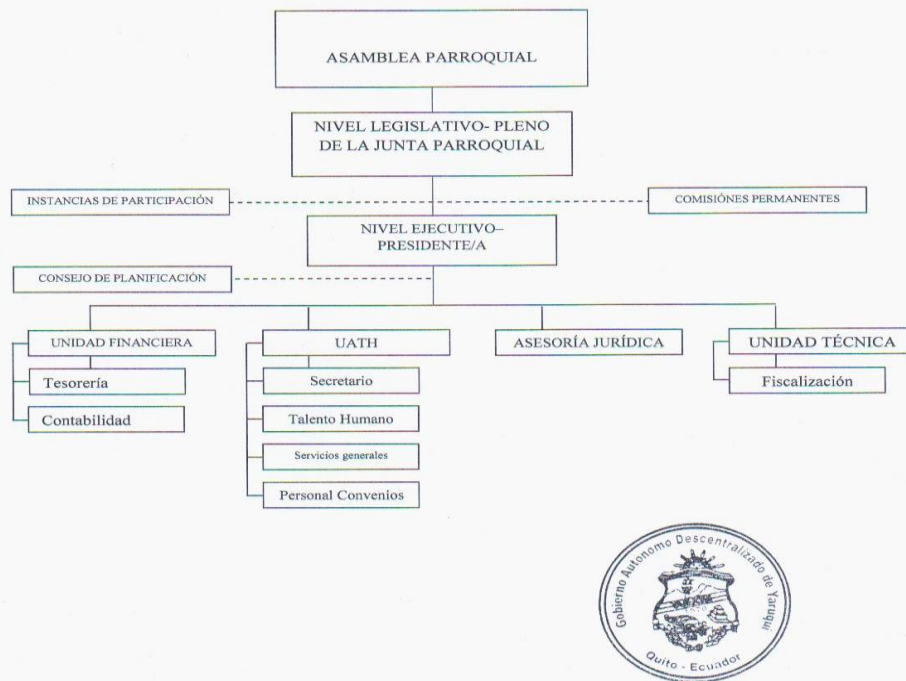 ASAMBLEA PARROQUIAL
NIVEL LEGISLATIVO- PLENO
DE LA JUNTA PARROQUIAL
INSTANCIAS DE PARTICIPACIÓN
COMISIÓNES PERMANENTES
NIVEL EJECUTIVO–
PRESIDENTE/A
CONSEJO DE PLANIFICACIÓN
UNIDAD FINANCIERA
UATH
ASESORÍA JURÍDICA
UNIDAD TÉCNICA
Tesorería
Secretario
Fiscalización
Contabilidad
Talento Humano
Servicios generales
Personal Convenios
Gobierno Autonomo Descentralizado de Yaruqui
Quito - Ecuador